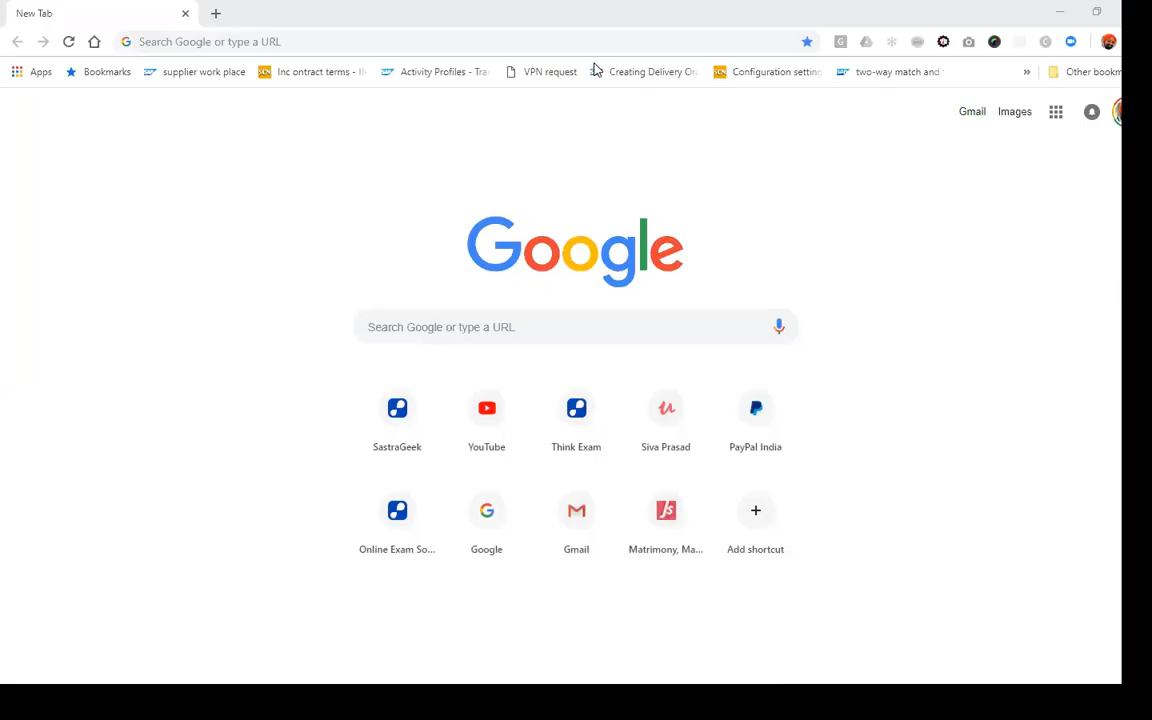 New Tab
Search Google or type a URL
Apps Bookmarks supplier work place Inc ontract terms - IN Activity Profiles - Tra VPN request Creating Delivery Or Configuration setting two-way match and » Other bookm
Gmail Images
Google
Search Google or type a URL
SastraGeek YouTube Think Exam Siva Prasad PayPal India
Online Exam So... Google Gmail Matrimony, Ma... Add shortcut